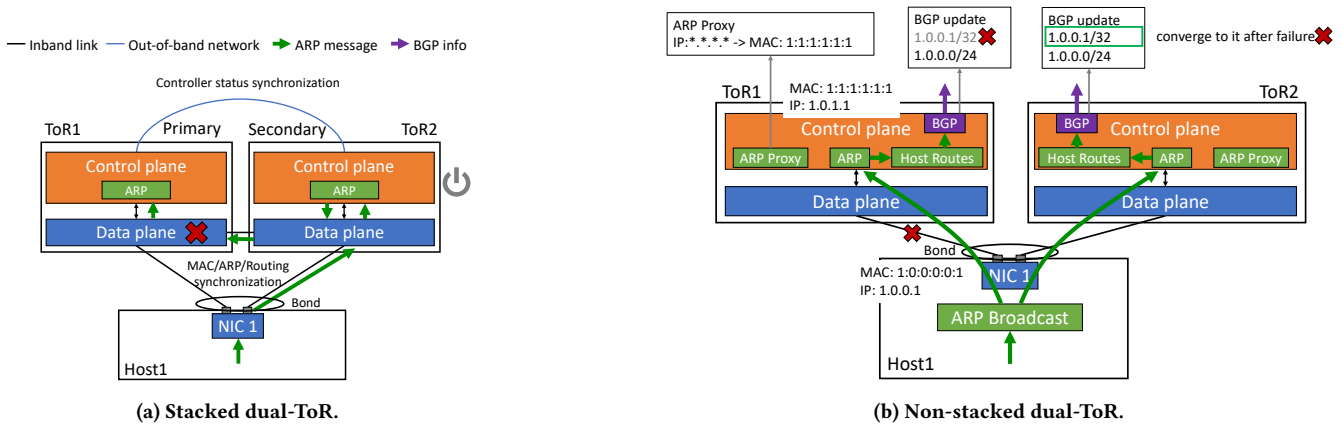 Inband link
Out-of-band network
ARP message
BGP info
Controller status synchronization
ToR1
Primary
Secondary
ToR2
Control plane
ARP
Control plane
ARP
Data plane
Data plane
MAC/ARP/Routing
synchronization
Bond
NIC 1
Host1
(a) Stacked dual-ToR.
ARP Proxy
IP:*.*.*.* -> MAC: 1:1:1:1:1:1
BGP update
1.0.0.1/32
1.0.0.0/24
BGP update
1.0.0.1/32
1.0.0.0/24
converge to it after failure
ToR1
MAC: 1:1:1:1:1:1
IP: 1.0.1.1
ToR2
Control plane
BGP
ARP Proxy
ARP
Host Routes
Data plane
BGP
Control plane
Host Routes
ARP
ARP Proxy
Data plane
Bond
MAC: 1:0:0:0:0:1
IP: 1.0.0.1
NIC 1
ARP Broadcast
Host1
(b) Non-stacked dual-ToR.